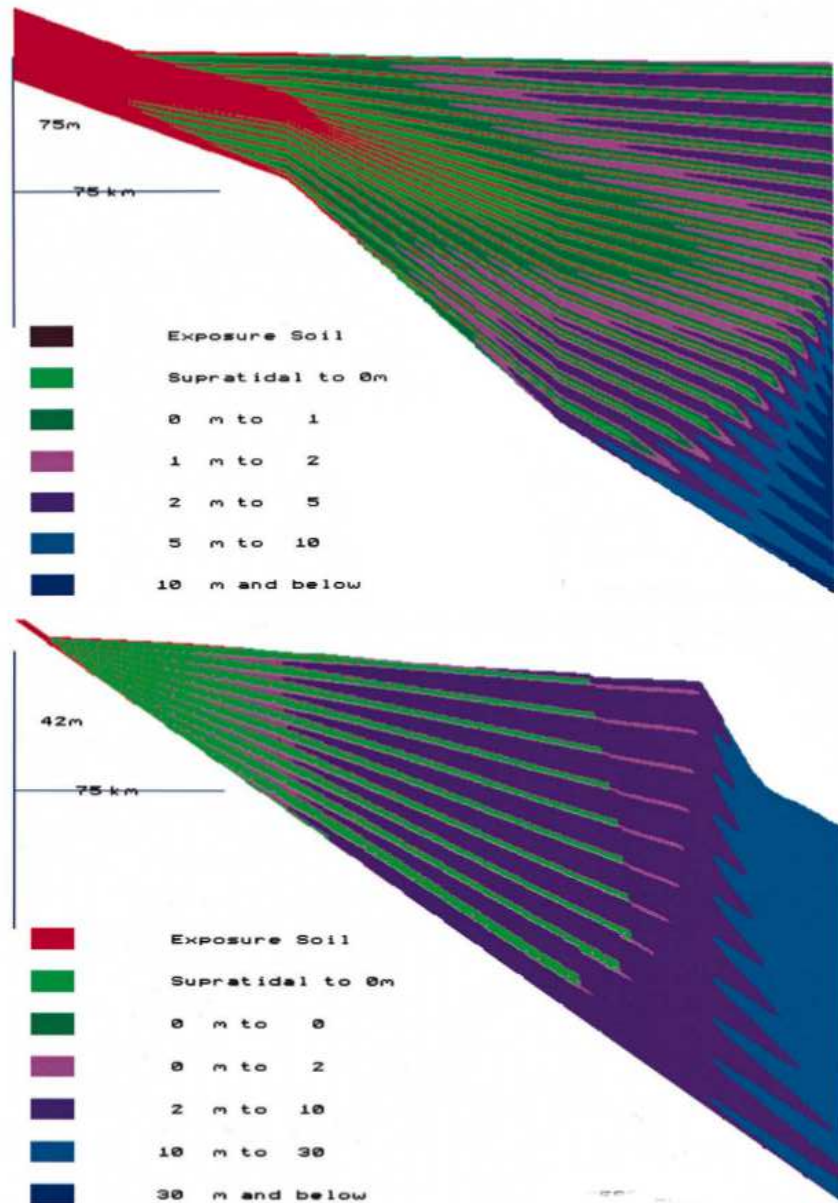 75m
75 km
Exposure Soil
Supratidal to 0m
0 m to 1
1 m to 2
2 m to 5
5 m to 10
10 m and below
42m
75 km
Exposure Soil
Supratidal to 0m
0 m to 0
0 m to 2
2 m to 10
10 m to 30
30 m and below